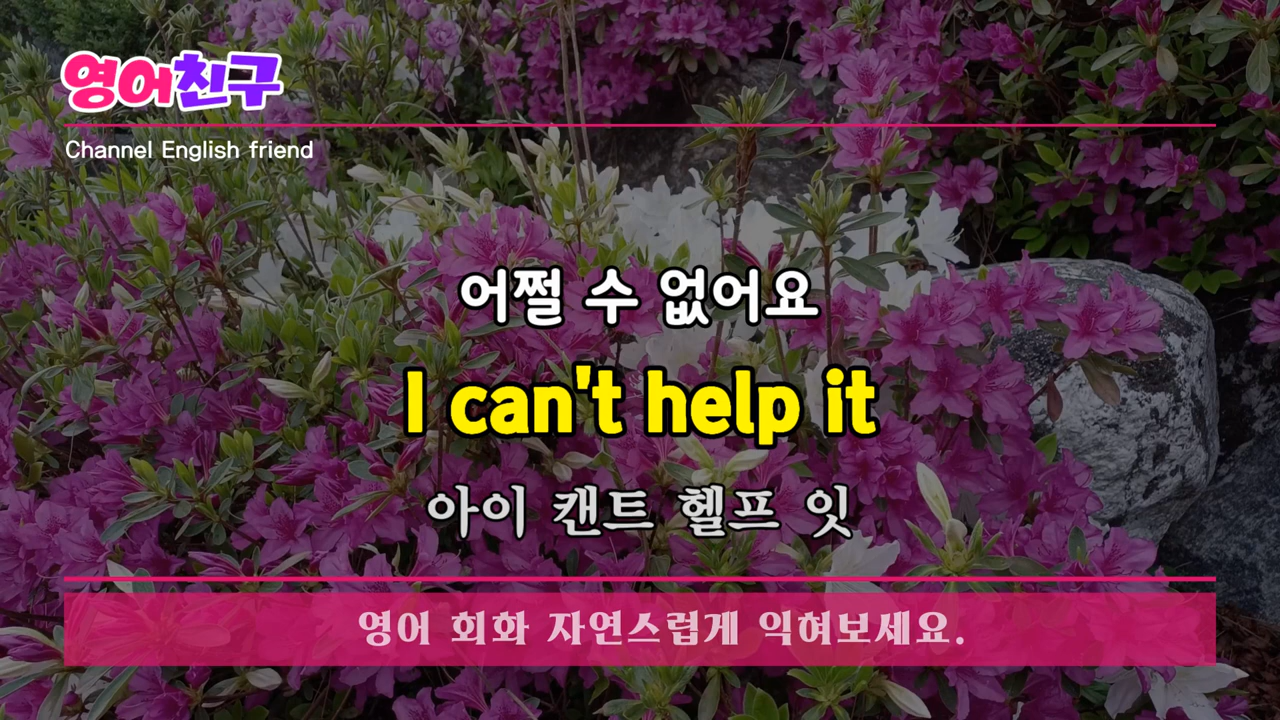 영어친구
Channel English friend
어쩔 수 없어요
I can't help it
아이 캔트 헬프 잇
영어 회화 자연스럽게 익혀보세요.